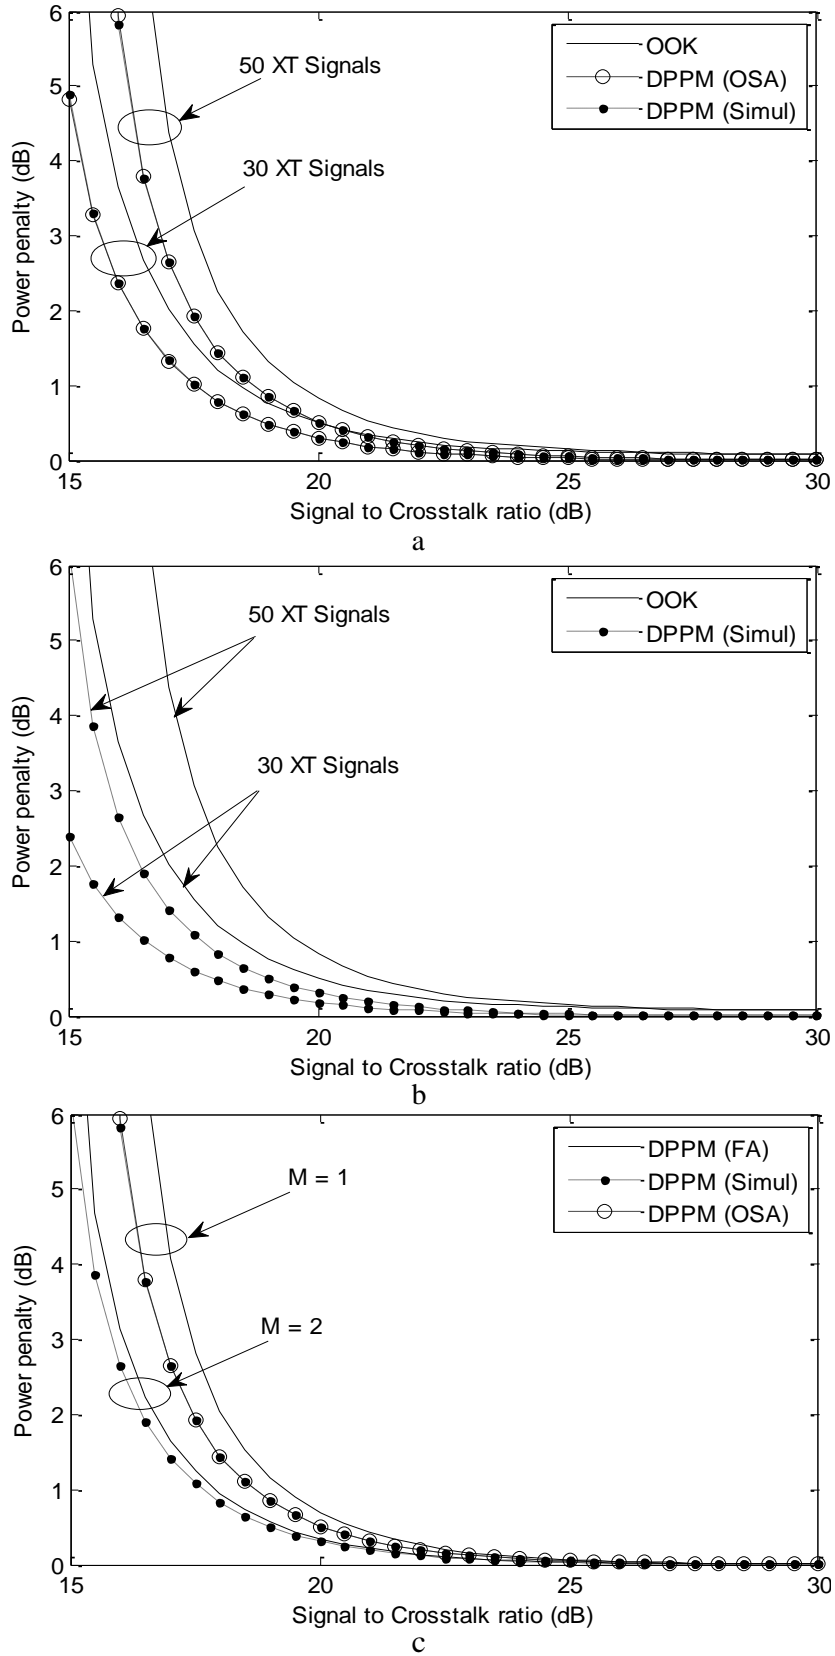 6
5
4
3
2
1
0
Power penalty (dB)
50 XT Signals
30 XT Signals
OOK
DPPM (OSA)
DPPM (Simul)
15 20 25 30
Signal to Crosstalk ratio (dB)
a
6
5
4
3
2
1
0
Power penalty (dB)
50 XT Signals
30 XT Signals
OOK
DPPM (Simul)
15 20 25 30
Signal to Crosstalk ratio (dB)
b
6
5
4
3
2
1
0
Power penalty (dB)
M = 1
M = 2
DPPM (FA)
DPPM (Simul)
DPPM (OSA)
15 20 25 30
Signal to Crosstalk ratio (dB)
c